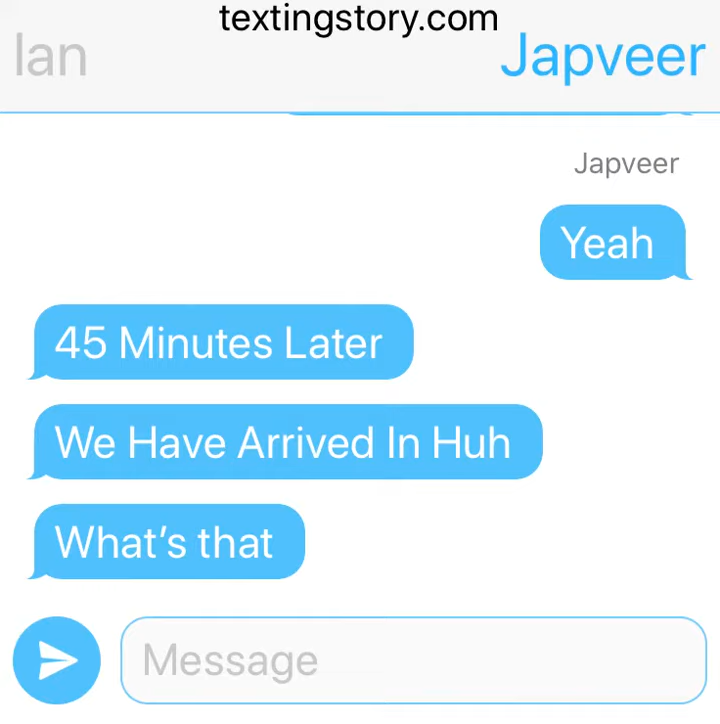 textingstory.com
Ian
Japveer
Japveer
Yeah
45 Minutes Later
We Have Arrived In Huh
What’s that
Message